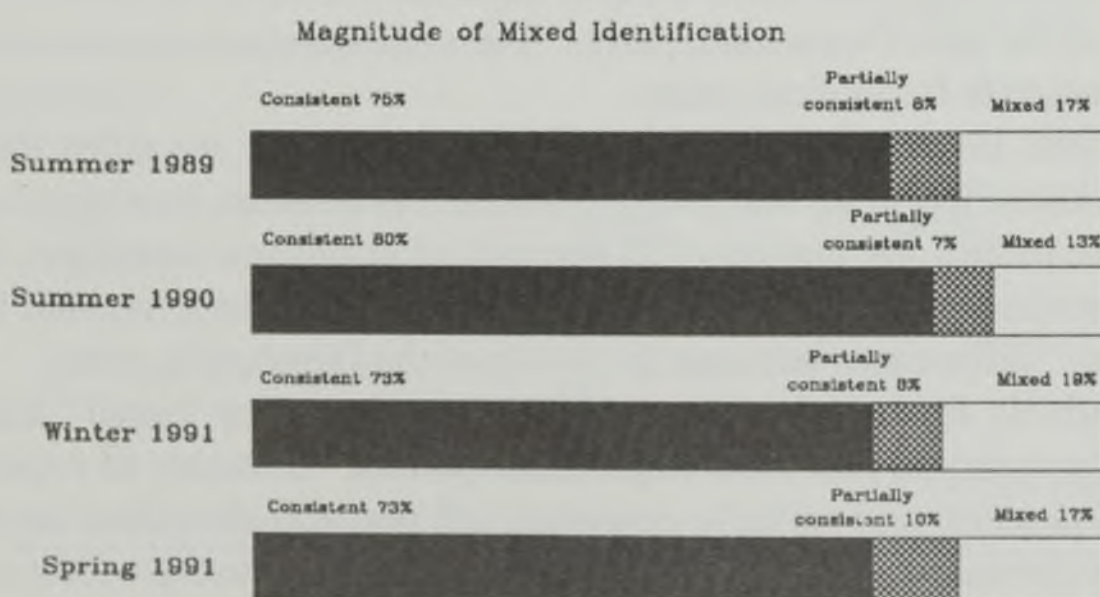 Magnitude of Mixed Identification
Partially
Consistent 75% consistent 8% Mixed 17%
Summer 1989
Partially
Consistent 80% consistent 7% Mixed 13%
Summer 1990
Partially
Consistent 73% consistent 8% Mixed 19%
Winter 1991
Partially
Consistent 73% consistent 10% Mixed 17%
Spring 1991